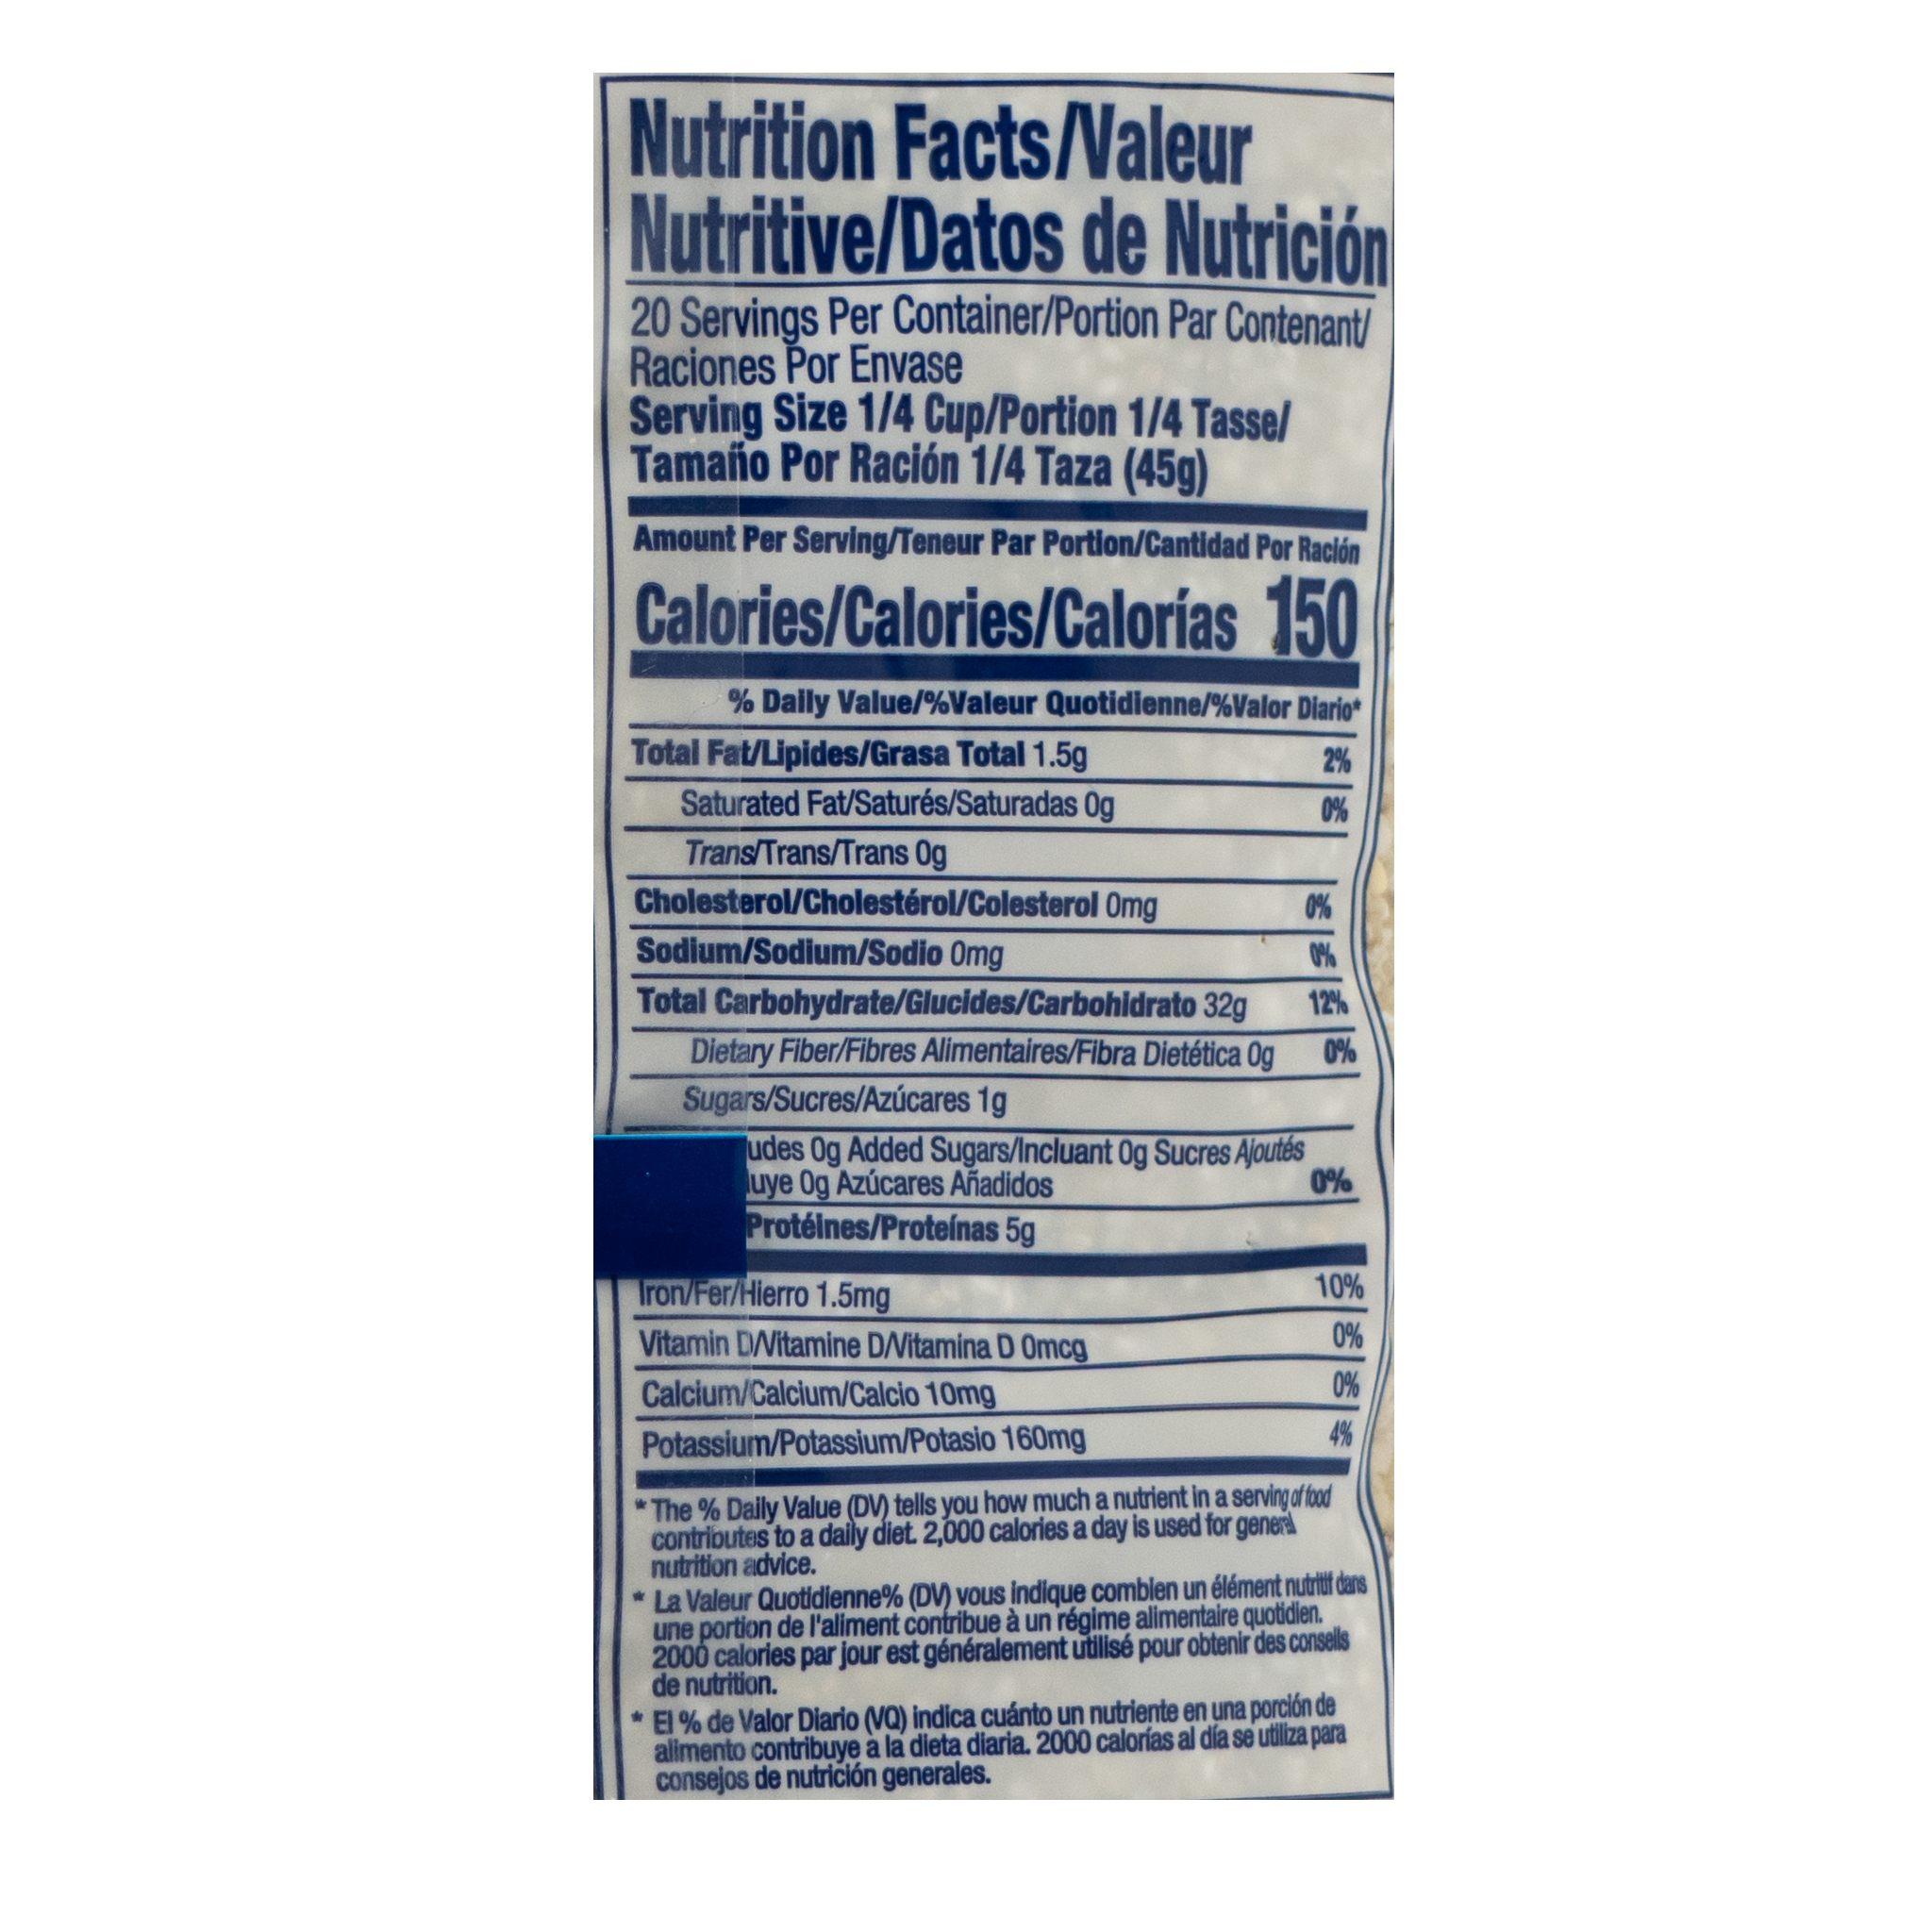 Nutrition Facts/Valeur
Nutritive/Datos de Nutrición
20 Servings Per Container/Portion Par Contenant/
Raciones Por Envase
Serving Size 1/4 Cup/Portion 1/4 Tasse/
Tamaño Por Ración 1/4 Taza (45g)
Amount Per Serving/Teneur Par Portion/Cantidad Por Ración
Calories/Calories/Calorías 150
% Daily Value/%Valeur Quotidienne/%Valor Diario*
Total Fat/Lipides/Grasa Total 1.5g 2%
Saturated Fat/Saturés/Saturadas 0g 0%
Trans/Trans/Trans 0g
Cholesterol/Cholestérol/Colesterol 0mg 0%
Sodium/Sodium/Sodio 0mg 0%
Total Carbohydrate/Glucides/Carbohidrato 32g 12%
Dietary Fiber/Fibres Alimentaires/Fibra Dietética 0g 0%
Sugars/Sucres/Azúcares 1g
udes 0g Added Sugars/Incluant 0g Sucres Ajoutés
luye 0g Azúcares Añadidos 0%
Protéines/Proteínas 5g
Iron/Fer/Hierro 1.5mg 10%
Vitamin D/Vitamine D/Vitamina D 0mcg 0%
Calcium/Calcium/Calcio 10mg 0%
Potassium/Potassium/Potasio 160mg 4%
* The % Daily Value (DV) tells you how much a nutrient in a serving of food
contributes to a daily diet. 2,000 calories a day is used for general
nutrition advice.
* La Valeur Quotidienne% (DV) vous indique combien un élément nutritif dans
une portion de l'aliment contribue à un régime alimentaire quotidien.
2000 calories par jour est généralement utilisé pour obtenir des conseils
de nutrition.
* El % de Valor Diario (VQ) indica cuánto un nutriente en una porción de
alimento contribuye a la dieta diaria. 2000 calorías al día se utiliza para
consejos de nutrición generales.